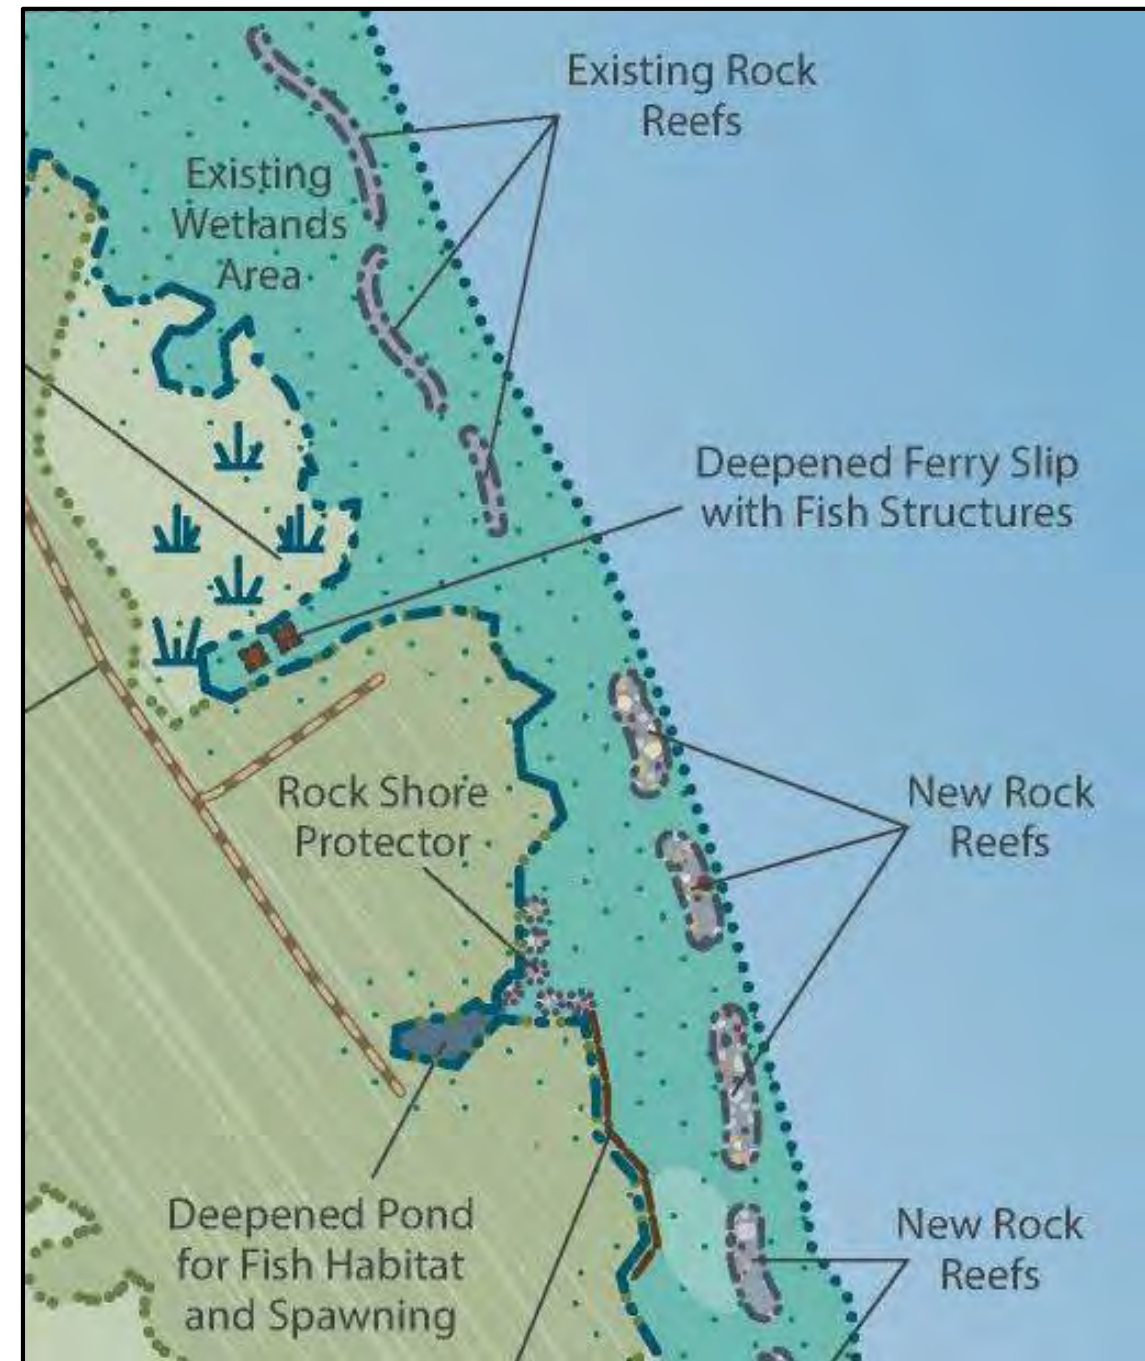 Existing Rock
Reefs
Existing
Wetlands
Area
Deepened Ferry Slip
with Fish Structures
Rock Shore
Protector
New Rock
Reefs
Deepened Pond
for Fish Habitat
and Spawning
New Rock
Reefs